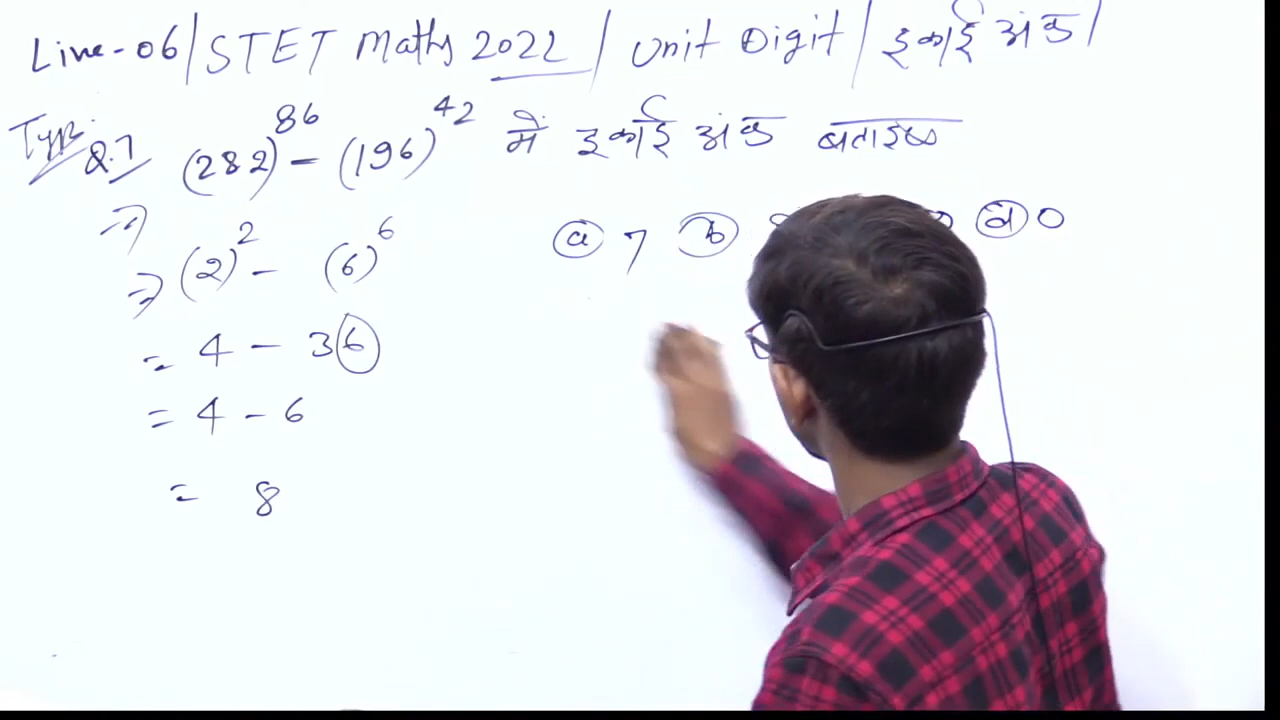 Live-06/STET Maths 2022/Unit Digit/इकाई अंक/
Type: Q.7 (282)^86 - (196)^42 में इकाई अंक बताइए
⇒
⇒ (2)^2 - (6)^6
ⓐ 7 ⓑ ⓓ 0
= 4 - 36
= 4 - 6
= 8